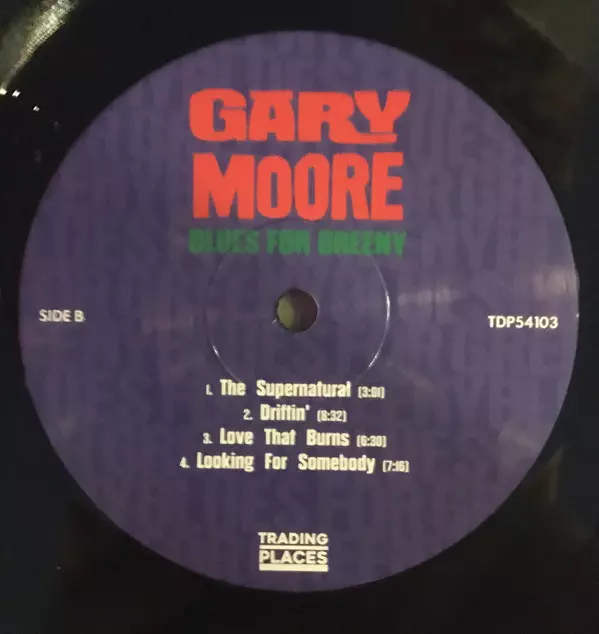 GARY
MOORE
BLUES FOR GREENY
SIDE B
TDP54103
1. The Supernatural (3:01)
2. Driftin' (8:32)
3. Love That Burns (6:30)
4. Looking For Somebody (7:16)
TRADING
PLACES